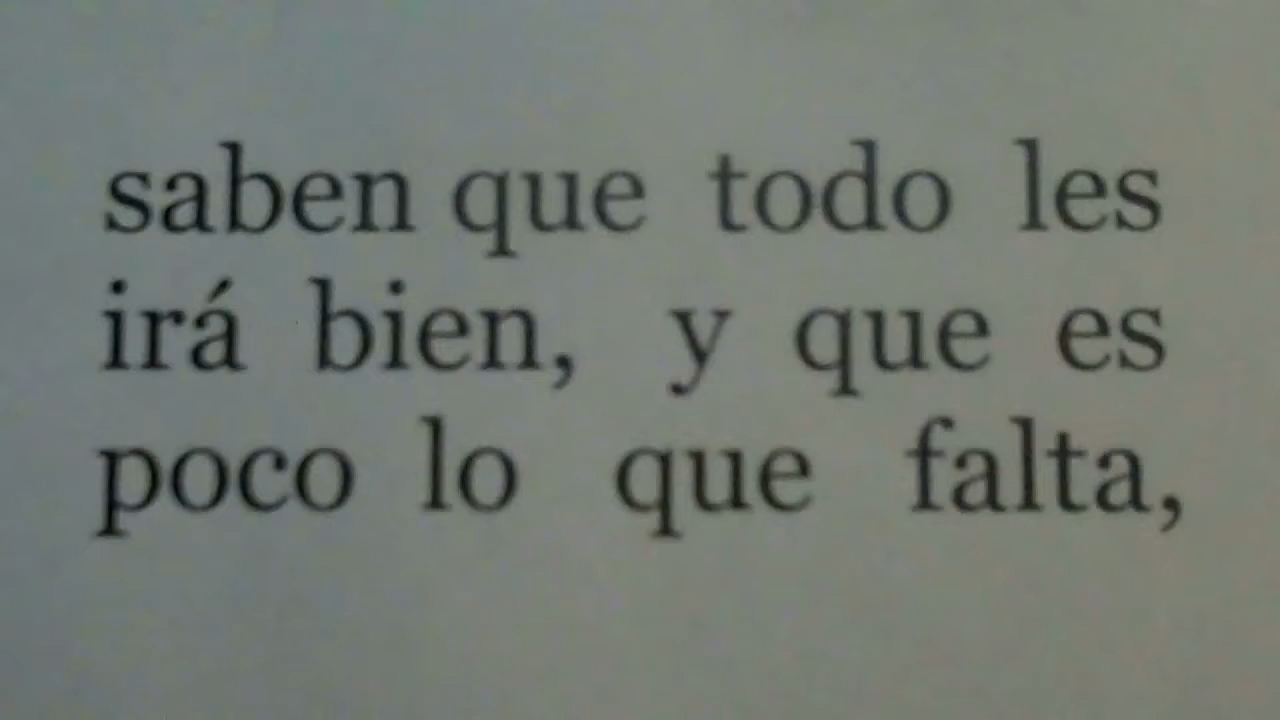 saben que todo les
irá bien, y que es
poco lo que falta,